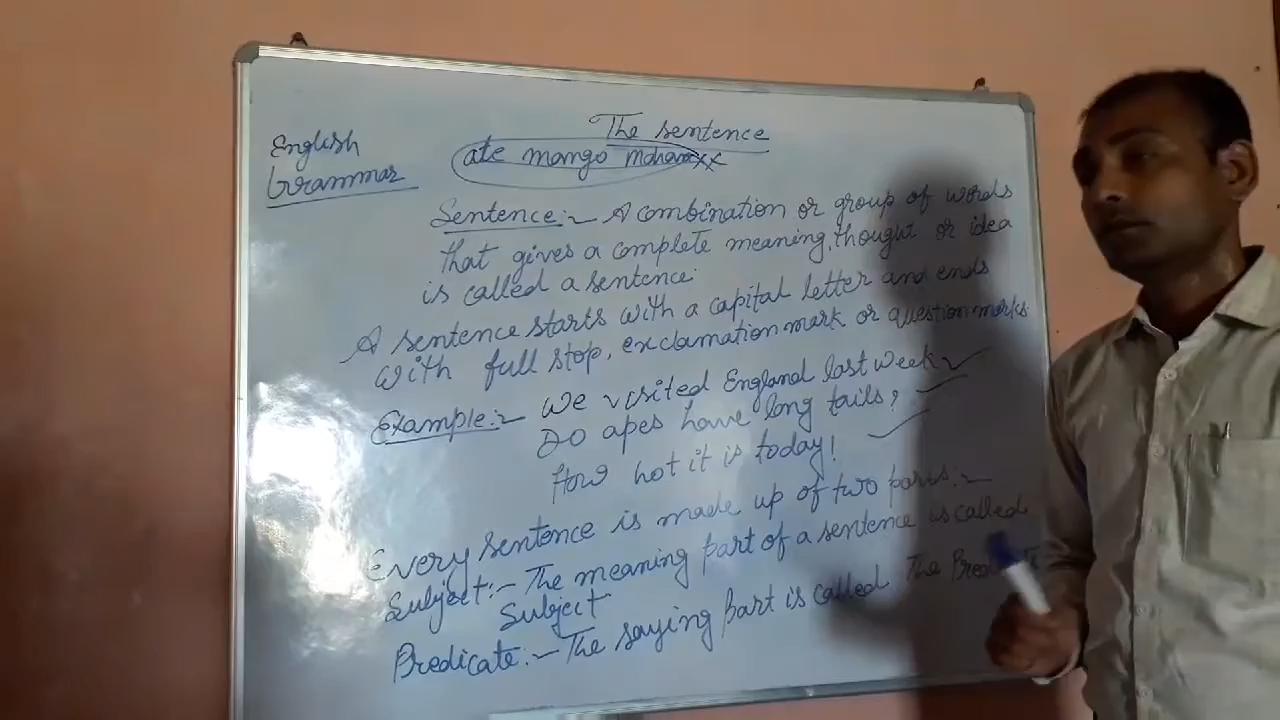 English
Grammar
The sentence
ate mango mohan xx
Sentence:- A combination or group of words
that gives a complete meaning, thought or idea
is called a sentence.
A sentence starts with a capital letter and ends
with full stop, exclamation mark or question marks.
Example:- We visited England last week
Do apes have long tails?
How hot it is today!
Every sentence is made up of two parts:-
Subject:- The meaning part of a sentence is called
Subject
Predicate:- The saying part is called The